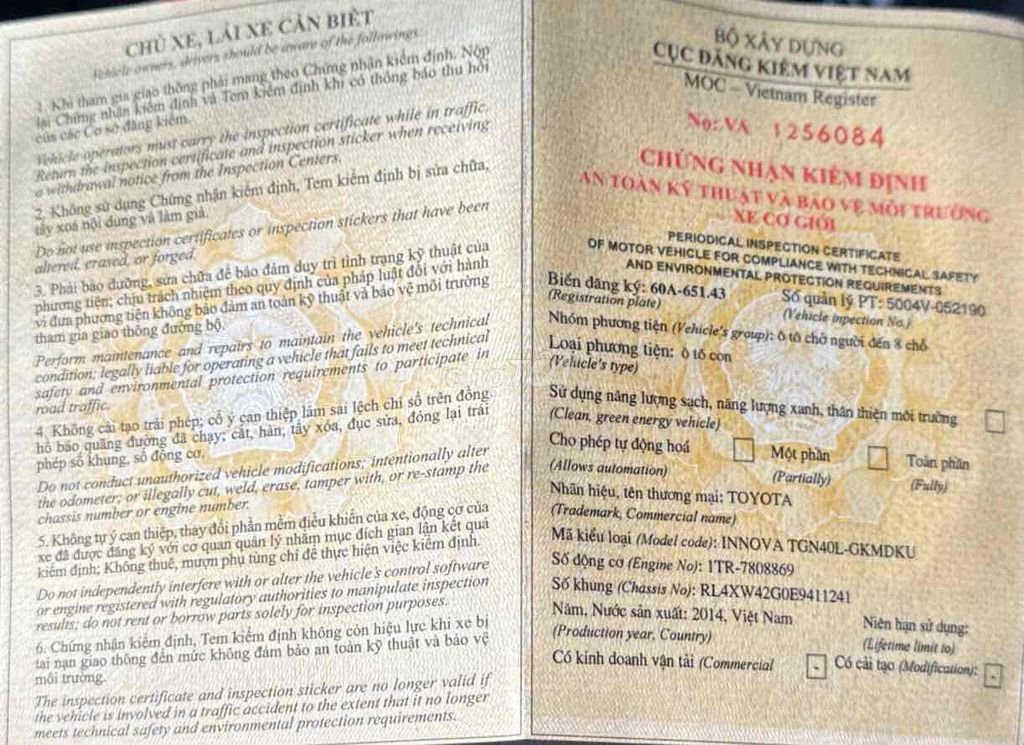 CHỦ XE, LÁI XE CẦN BIẾT
Vehicle owners, drivers should be aware of the followings
1. Khi tham gia giao thông phải mang theo Chứng nhận kiểm định. Nộp
lại Chứng nhận kiểm định và Tem kiểm định khi có thông báo thu hồi
của các Cơ sở đăng kiểm.
Vehicle operators must carry the inspection certificate while in traffic.
Return the inspection certificate and inspection sticker when receiving
a withdrawal notice from the Inspection Centers.
2. Không sử dụng Chứng nhận kiểm định, Tem kiểm định bị sửa chữa,
tẩy xoá nội dung và làm giả.
Do not use inspection certificates or inspection stickers that have been
altered, erased, or forged.
3. Phải bảo dưỡng, sửa chữa để bảo đảm duy trì tình trạng kỹ thuật của
phương tiện; chịu trách nhiệm theo quy định của pháp luật đối với hành
vi đưa phương tiện không bảo đảm an toàn kỹ thuật và bảo vệ môi trường
tham gia giao thông đường bộ.
Perform maintenance and repairs to maintain the vehicle's technical
condition; legally liable for operating a vehicle that fails to meet technical
safety and environmental protection requirements to participate in
road traffic.
4. Không cải tạo trái phép; cố ý can thiệp làm sai lệch chỉ số trên đồng
hồ báo quãng đường đã chạy; cắt, hàn, tẩy xóa, đục sửa, đóng lại trái
phép số khung, số động cơ.
Do not conduct unauthorized vehicle modifications; intentionally alter
the odometer; or illegally cut, weld, erase, tamper with, or re-stamp the
chassis number or engine number.
5. Không tự ý can thiệp, thay đổi phần mềm điều khiển của xe, động cơ của
xe đã được đăng ký với cơ quan quản lý nhằm mục đích gian lận kết quả
kiểm định; Không thuê, mượn phụ tùng chỉ để thực hiện việc kiểm định.
Do not independently interfere with or alter the vehicle's control software
or engine registered with regulatory authorities to manipulate inspection
results; do not rent or borrow parts solely for inspection purposes.
6. Chứng nhận kiểm định, Tem kiểm định không còn hiệu lực khi xe bị
tai nạn giao thông đến mức không đảm bảo an toàn kỹ thuật và bảo vệ
môi trường.
The inspection certificate and inspection sticker are no longer valid if
the vehicle is involved in a traffic accident to the extent that it no longer
meets technical safety and environmental protection requirements.
BỘ XÂY DỰNG
CỤC ĐĂNG KIỂM VIỆT NAM
MOC – Vietnam Register
No: VA 1256084
CHỨNG NHẬN KIỂM ĐỊNH
AN TOÀN KỸ THUẬT VÀ BẢO VỆ MÔI TRƯỜNG
XE CƠ GIỚI
PERIODICAL INSPECTION CERTIFICATE
OF MOTOR VEHICLE FOR COMPLIANCE WITH TECHNICAL SAFETY
AND ENVIRONMENTAL PROTECTION REQUIREMENTS
Biển đăng ký: 60A-651.43 Số quản lý PT: 5004V-052190
(Registration plate) (Vehicle inpection No.)
Nhóm phương tiện (Vehicle's group): ô tô chở người đến 8 chỗ
Loại phương tiện: ô tô con
(Vehicle's type)
Sử dụng năng lượng sạch, năng lượng xanh, thân thiện môi trường
(Clean, green energy vehicle)
Cho phép tự động hoá Một phần Toàn phần
(Allows automation) (Partially) (Fully)
Nhãn hiệu, tên thương mại: TOYOTA
(Trademark, Commercial name)
Mã kiểu loại (Model code): INNOVA TGN40L-GKMDKU
Số động cơ (Engine No): 1TR-7808869
Số khung (Chassis No): RL4XW42G0E9411241
Năm, Nước sản xuất: 2014, Việt Nam Niên hạn sử dụng:
(Production year, Country) (Lifetime limit to)
Có kinh doanh vận tải (Commercial - Có cải tạo (Modification): -